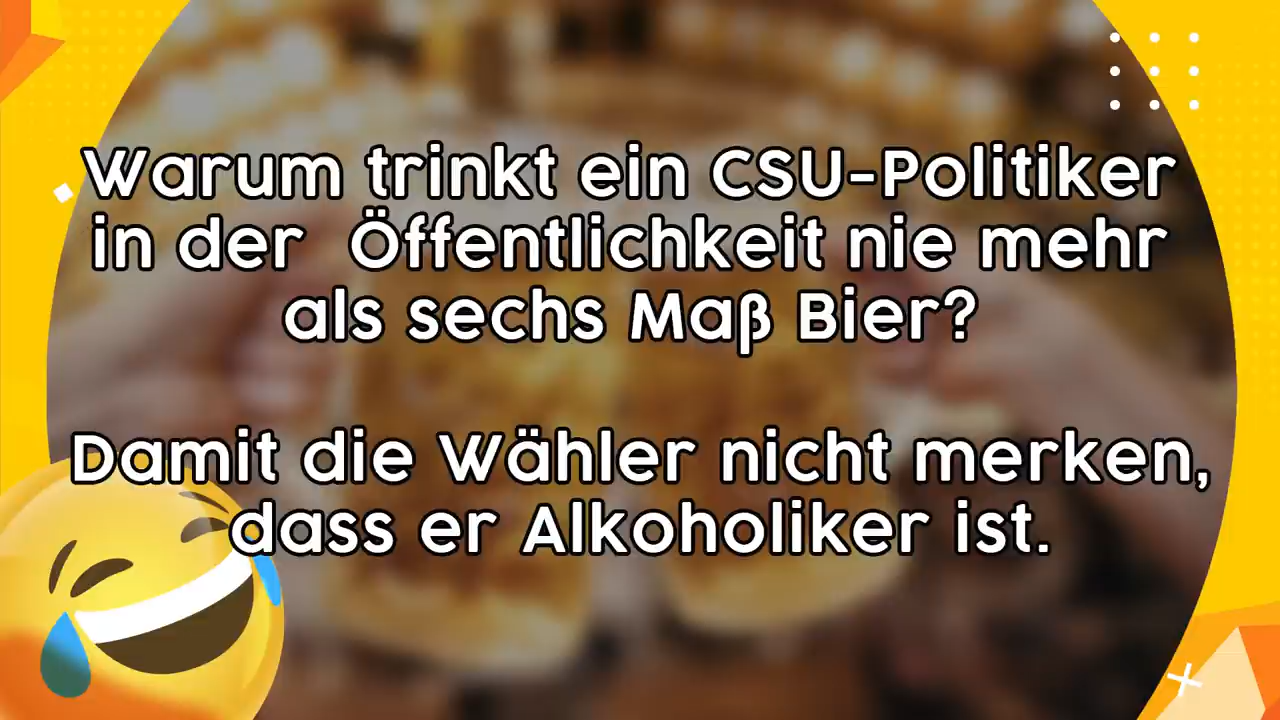 Warum trinkt ein CSU-Politiker
in der Öffentlichkeit nie mehr
als sechs Maß Bier?
Damit die Wähler nicht merken,
dass er Alkoholiker ist.